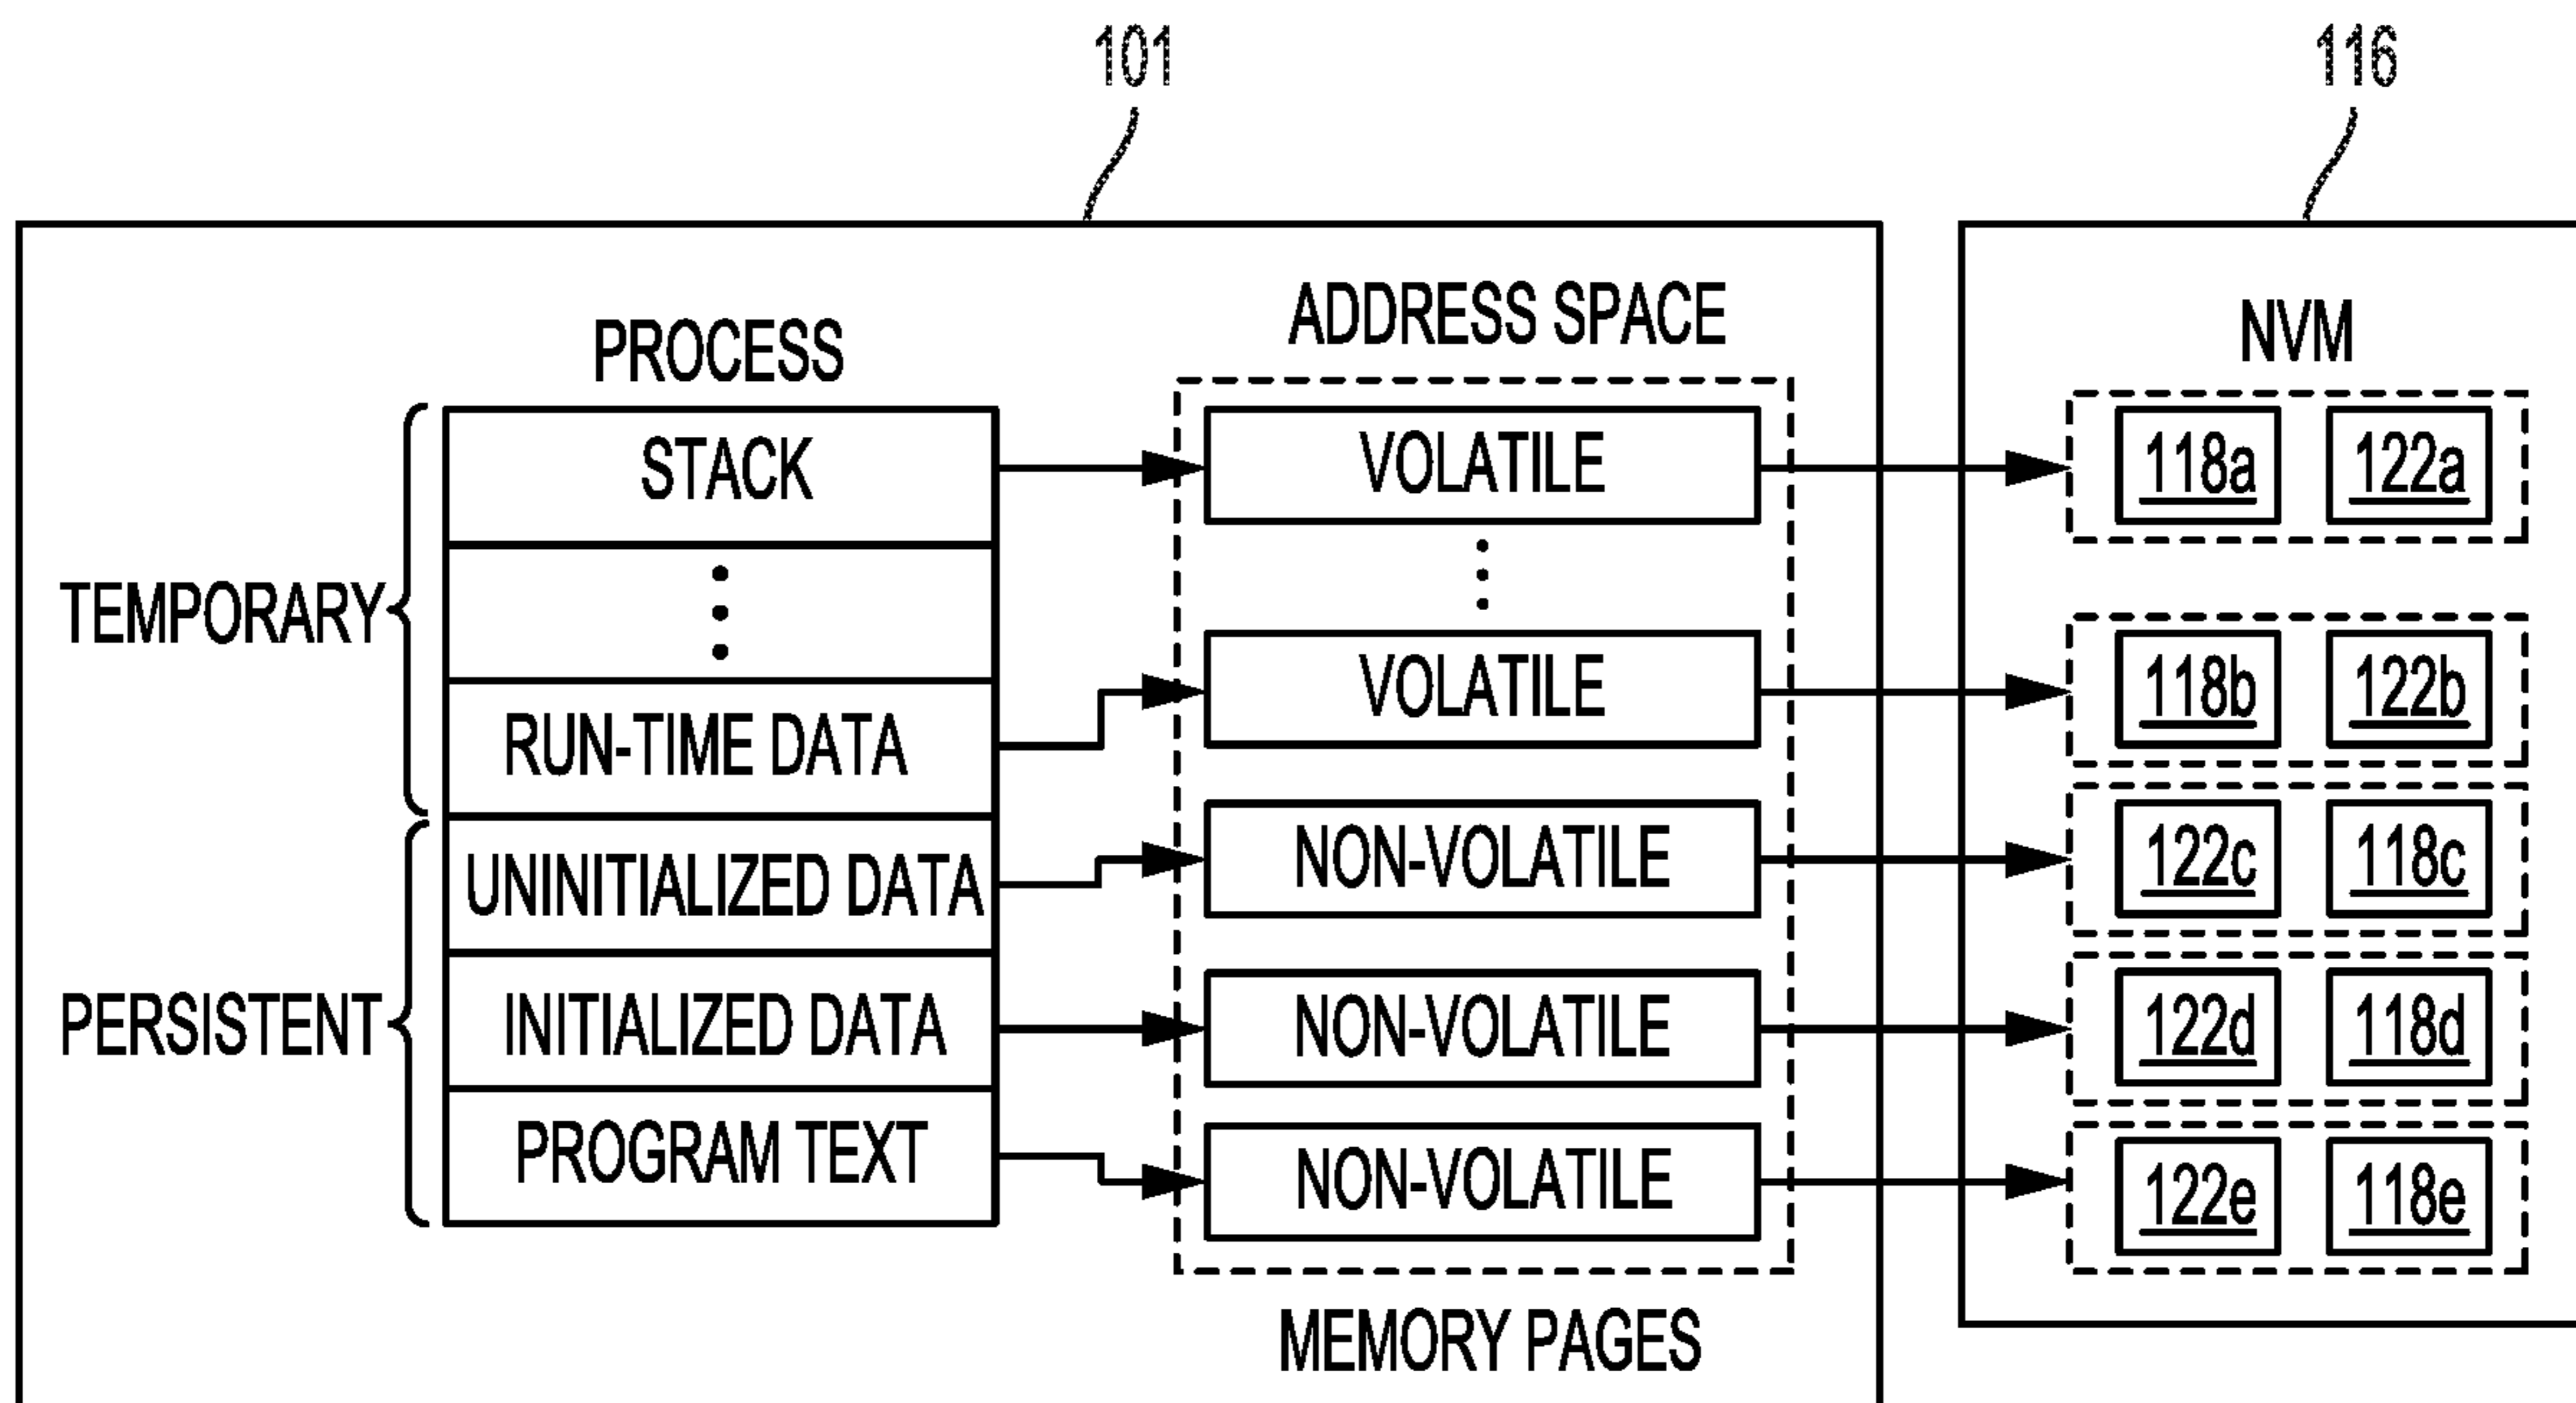 101
116
PROCESS
ADDRESS SPACE
NVM
TEMPORARY
STACK
RUN-TIME DATA
PERSISTENT
UNINITIALIZED DATA
INITIALIZED DATA
PROGRAM TEXT
VOLATILE
VOLATILE
NON-VOLATILE
NON-VOLATILE
NON-VOLATILE
MEMORY PAGES
118a 122a
118b 122b
122c 118c
122d 118d
122e 118e